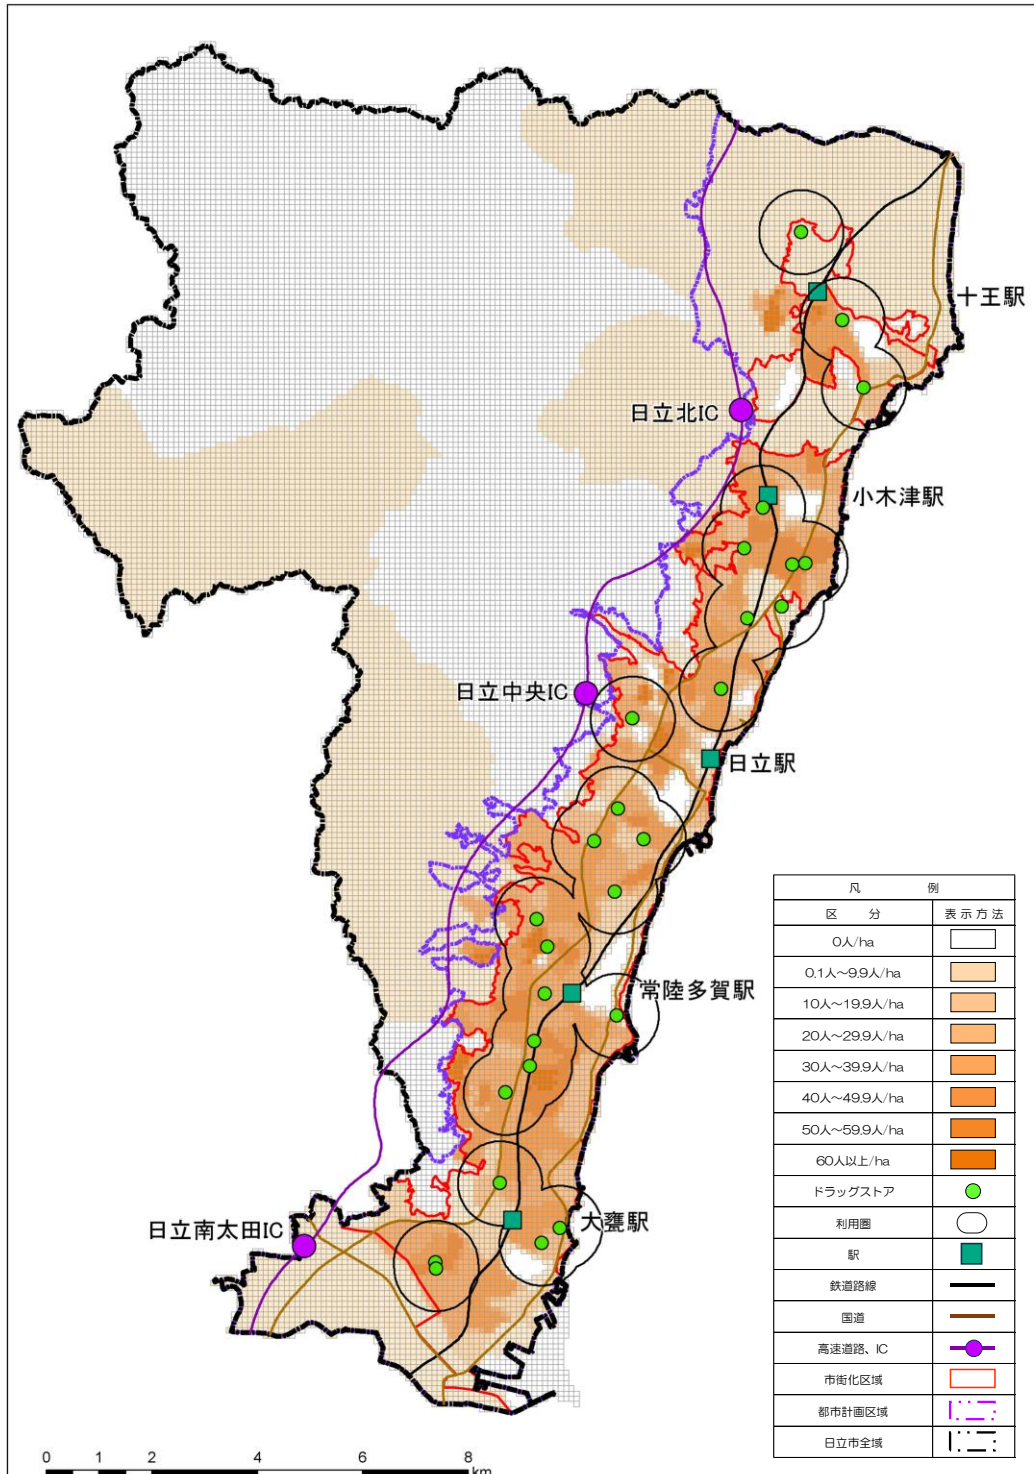 十王駅
日立北IC
小木津駅
日立中央IC
日立駅
常陸多賀駅
大甕駅
日立南太田IC
凡　例
区　分　表示方法
0人/ha
0.1人～9.9人/ha
10人～19.9人/ha
20人～29.9人/ha
30人～39.9人/ha
40人～49.9人/ha
50人～59.9人/ha
60人以上/ha
ドラッグストア
利用圏
駅
鉄道路線
国道
高速道路、IC
市街化区域
都市計画区域
日立市全域
0 1 2 4 6 8
km